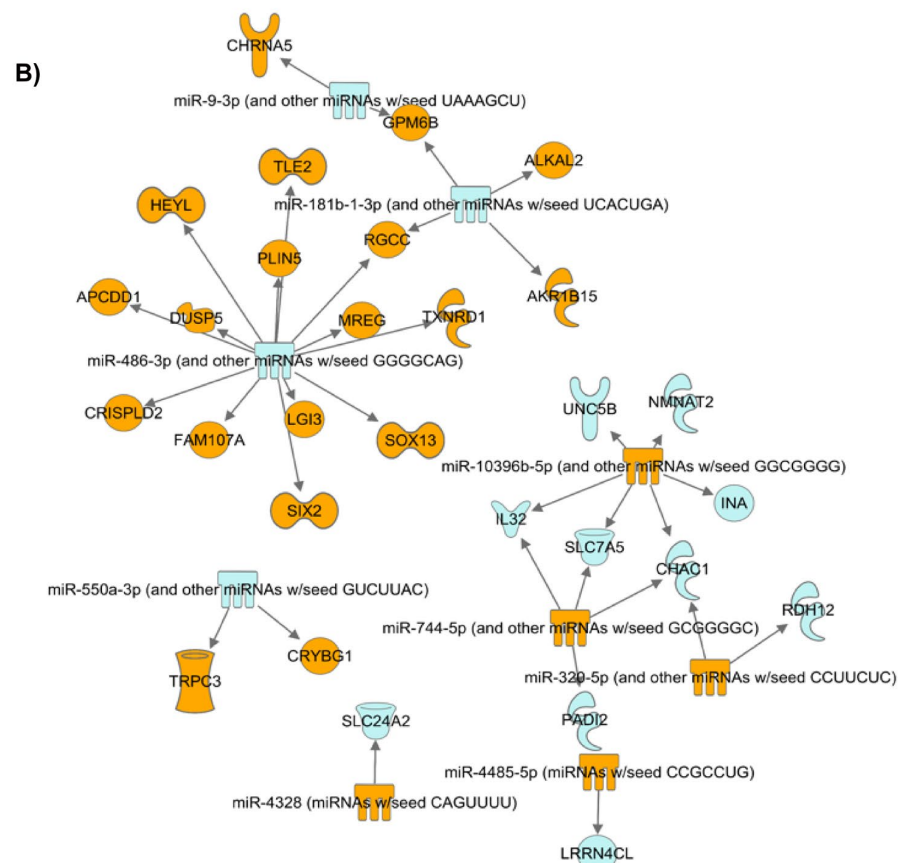 B)
CHRNA5
miR-9-3p (and other miRNAs w/seed UAAAGCU)
GPM6B
TLE2
ALKAL2
HEYL
miR-181b-1-3p (and other miRNAs w/seed UCACUGA)
RGCC
PLIN5
APCDD1
AKR1B15
DUSP5
MREG
TXNRD1
miR-486-3p (and other miRNAs w/seed GGGGCAG)
CRISPLD2
LGI3
FAM107A
SOX13
UNC5B
NMNAT2
miR-10396b-5p (and other miRNAs w/seed GGCGGGG)
SIX2
IL32
INA
SLC7A5
CHAC1
miR-550a-3p (and other miRNAs w/seed GUCUUAC)
RDH12
miR-744-5p (and other miRNAs w/seed GCGGGGC)
CRYBG1
TRPC3
miR-320-5p (and other miRNAs w/seed CCUUCUC)
SLC24A2
PADI2
miR-4485-5p (miRNAs w/seed CCGCCUG)
miR-4328 (miRNAs w/seed CAGUUUU)
LRRN4CL